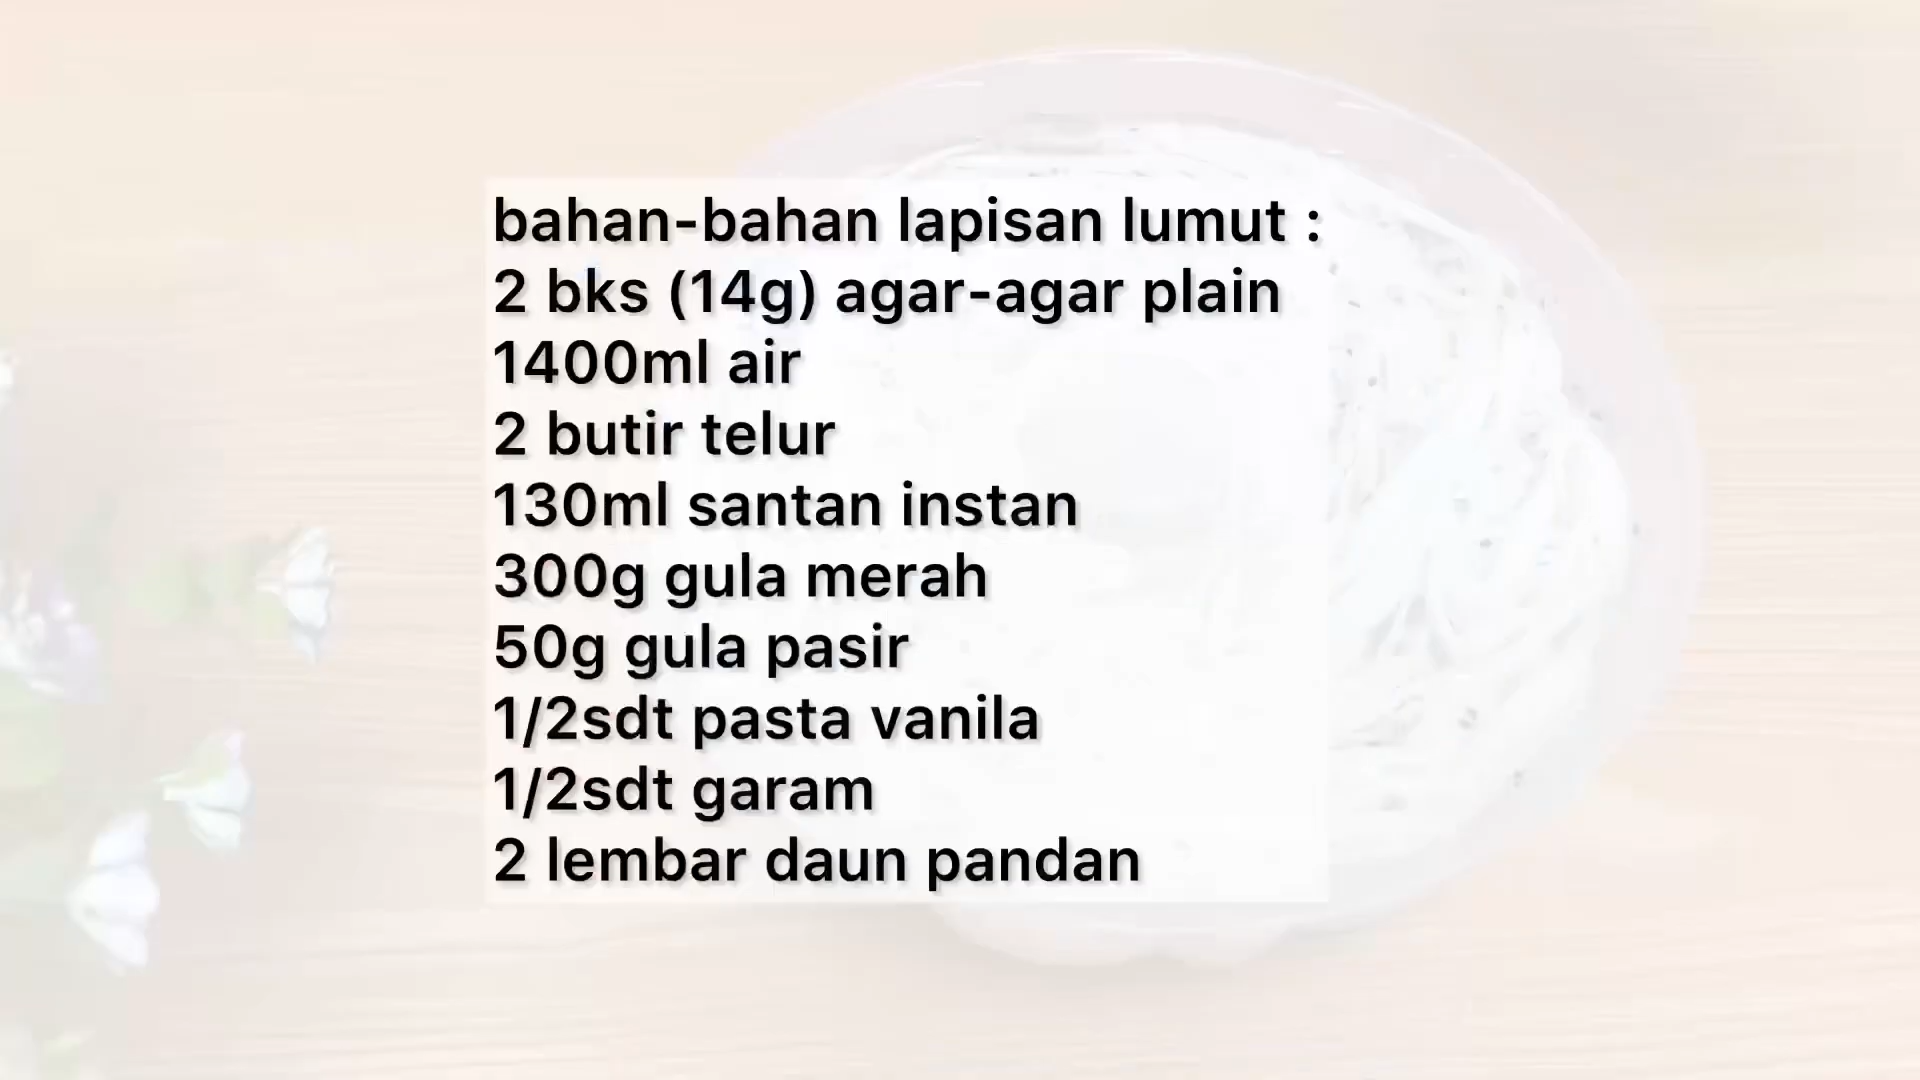 bahan-bahan lapisan lumut :
2 bks (14g) agar-agar plain
1400ml air
2 butir telur
130ml santan instan
300g gula merah
50g gula pasir
1/2sdt pasta vanila
1/2sdt garam
2 lembar daun pandan